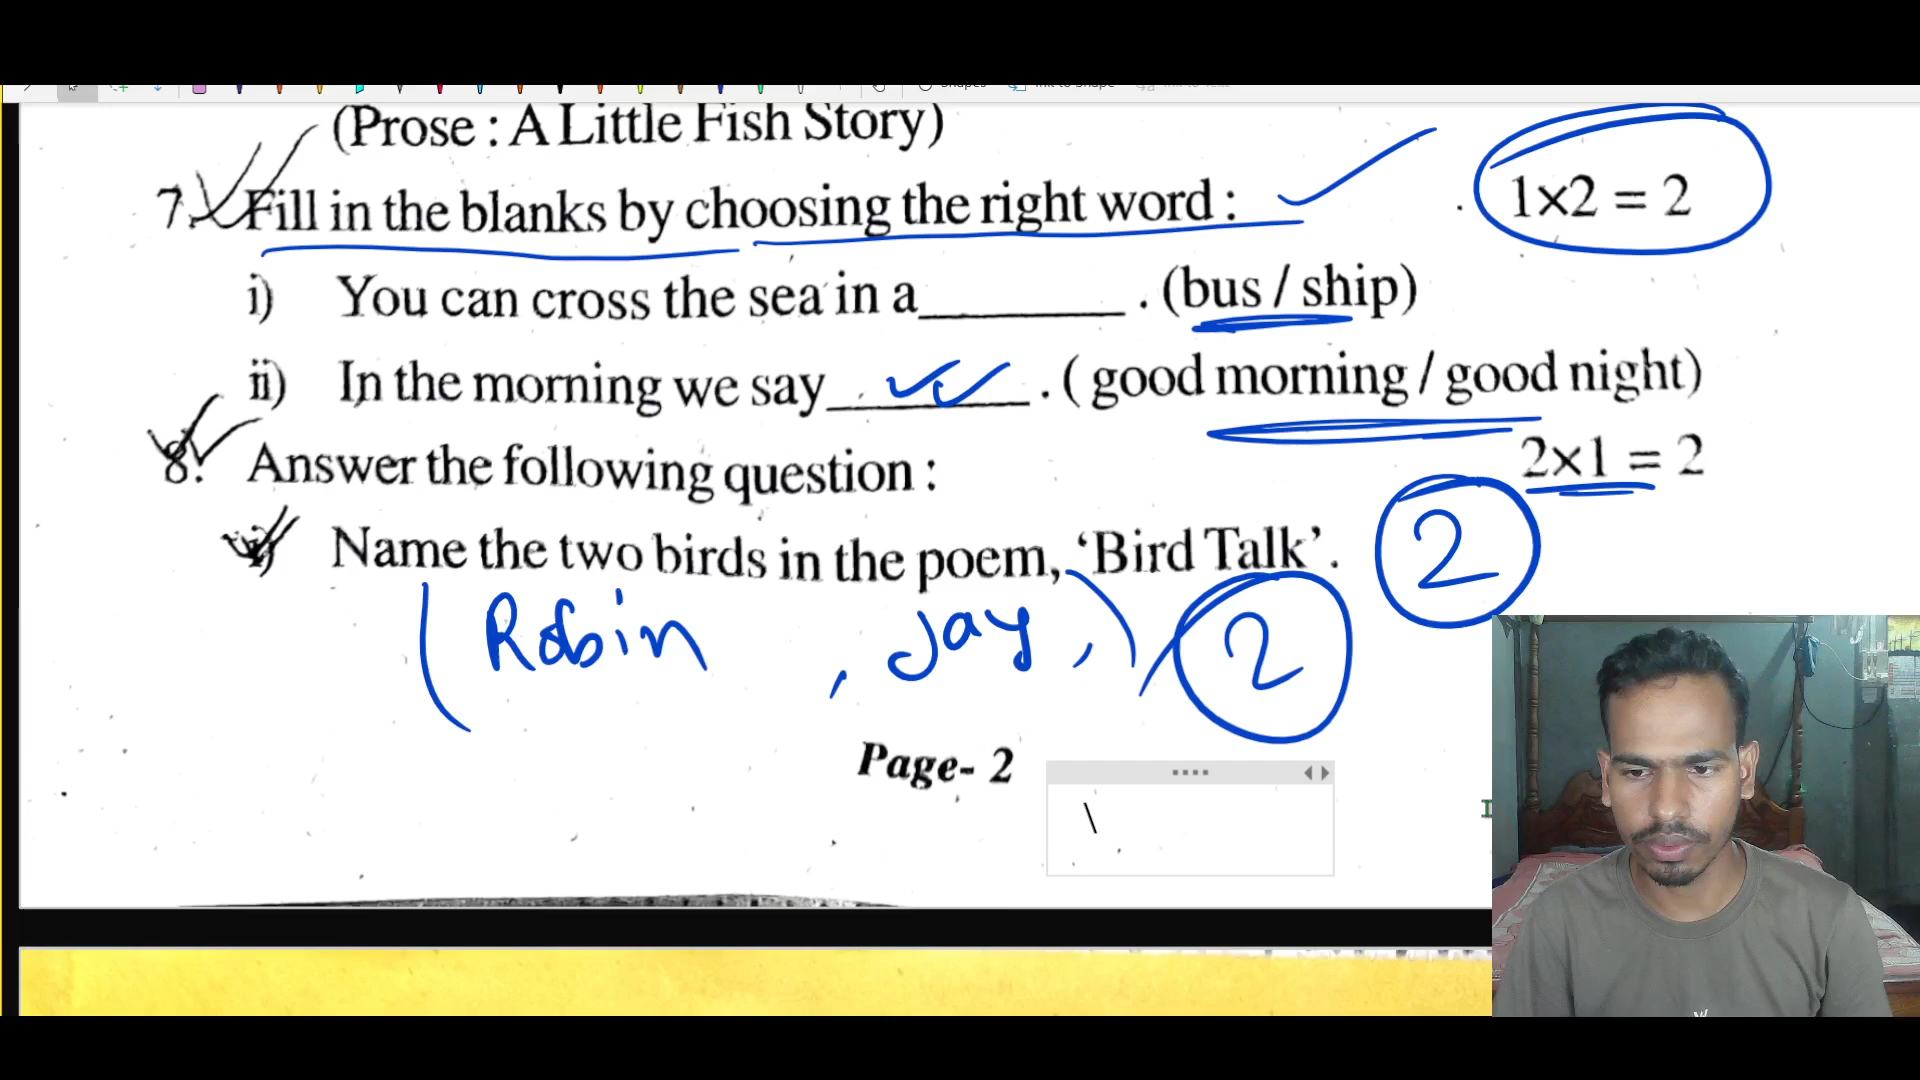 (Prose : A Little Fish Story)
7. Fill in the blanks by choosing the right word : 1×2 = 2
i) You can cross the sea in a________ . (bus / ship)
ii) In the morning we say________ . ( good morning / good night)
8. Answer the following question : 2×1 = 2
Name the two birds in the poem, ‘Bird Talk’. 2
(Robin , Jay,) 2
Page- 2